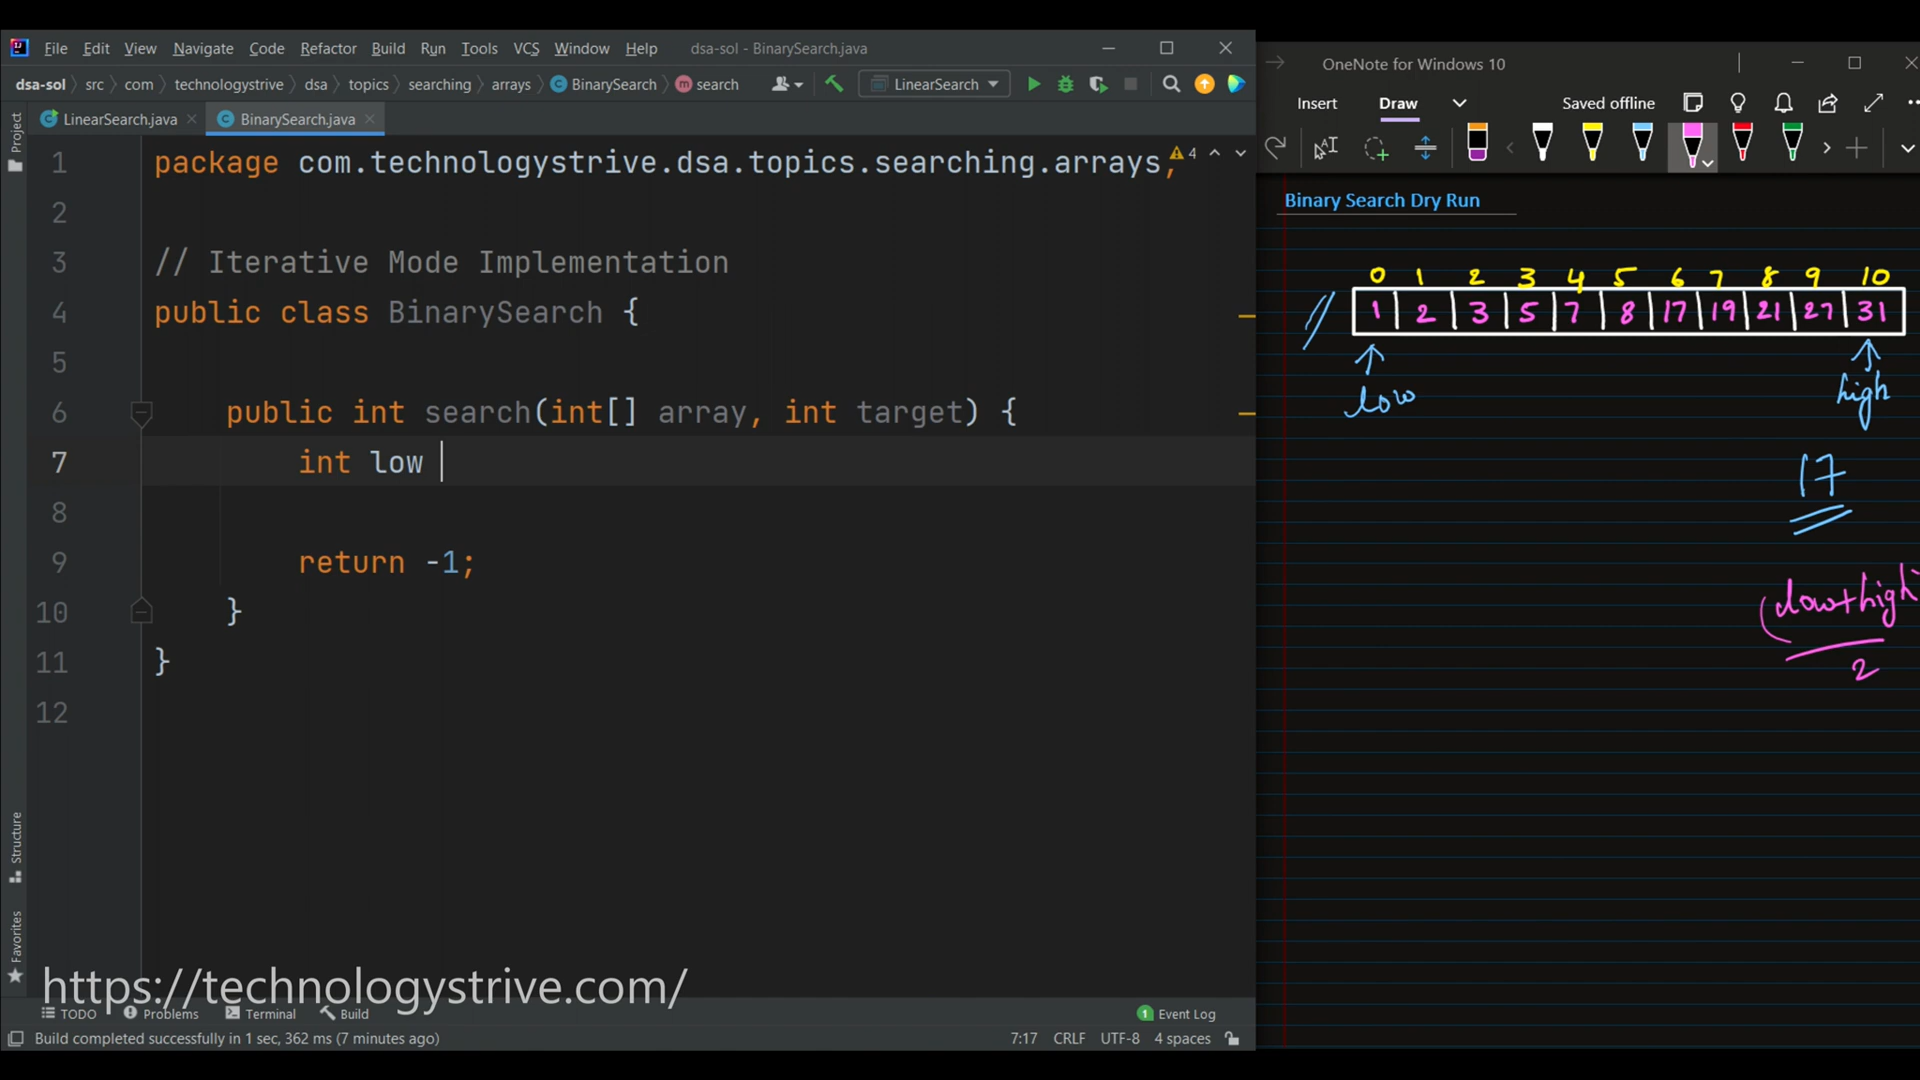 File Edit View Navigate Code Refactor Build Run Tools VCS Window Help dsa-sol - BinarySearch.java
dsa-sol src com technologystrive dsa topics searching arrays BinarySearch search LinearSearch
LinearSearch.java BinarySearch.java
Project
4
1 package com.technologystrive.dsa.topics.searching.arrays;
2
3 // Iterative Mode Implementation
4 public class BinarySearch {
5
6 public int search(int[] array, int target) {
7 int low
8
9 return -1;
10 }
11 }
12
Structure
Favorites
https://technologystrive.com/
TODO Problems Terminal Build 1 Event Log
Build completed successfully in 1 sec, 362 ms (7 minutes ago) 7:17 CRLF UTF-8 4 spaces
OneNote for Windows 10
Insert Draw Saved offline
Binary Search Dry Run
0 1 2 3 4 5 6 7 8 9 10
1 2 3 5 7 8 17 19 21 27 31
low high
17
(low+high
2